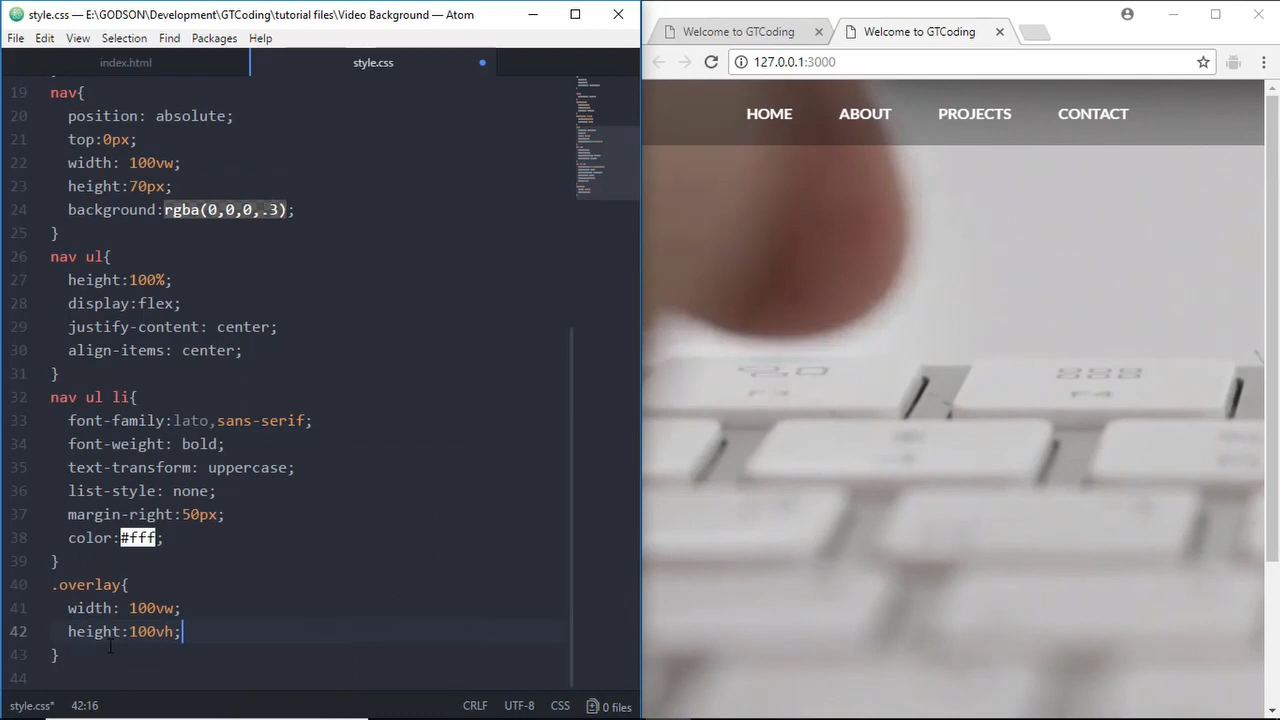 style.css — E:\GODSON\Development\GTCoding\tutorial files\Video Background — Atom
File Edit View Selection Find Packages Help
index.html style.css
19 nav{
20 position: absolute;
21 top:0px;
22 width: 100vw;
23 height:70px;
24 background:rgba(0,0,0,.3);
25 }
26 nav ul{
27 height:100%;
28 display:flex;
29 justify-content: center;
30 align-items: center;
31 }
32 nav ul li{
33 font-family:lato,sans-serif;
34 font-weight: bold;
35 text-transform: uppercase;
36 list-style: none;
37 margin-right:50px;
38 color:#fff;
39 }
40 .overlay{
41 width: 100vw;
42 height:100vh;
43 }
44
style.css* 42:16 CRLF UTF-8 CSS 0 files
Welcome to GTCoding Welcome to GTCoding
127.0.0.1:3000
HOME ABOUT PROJECTS CONTACT
F4